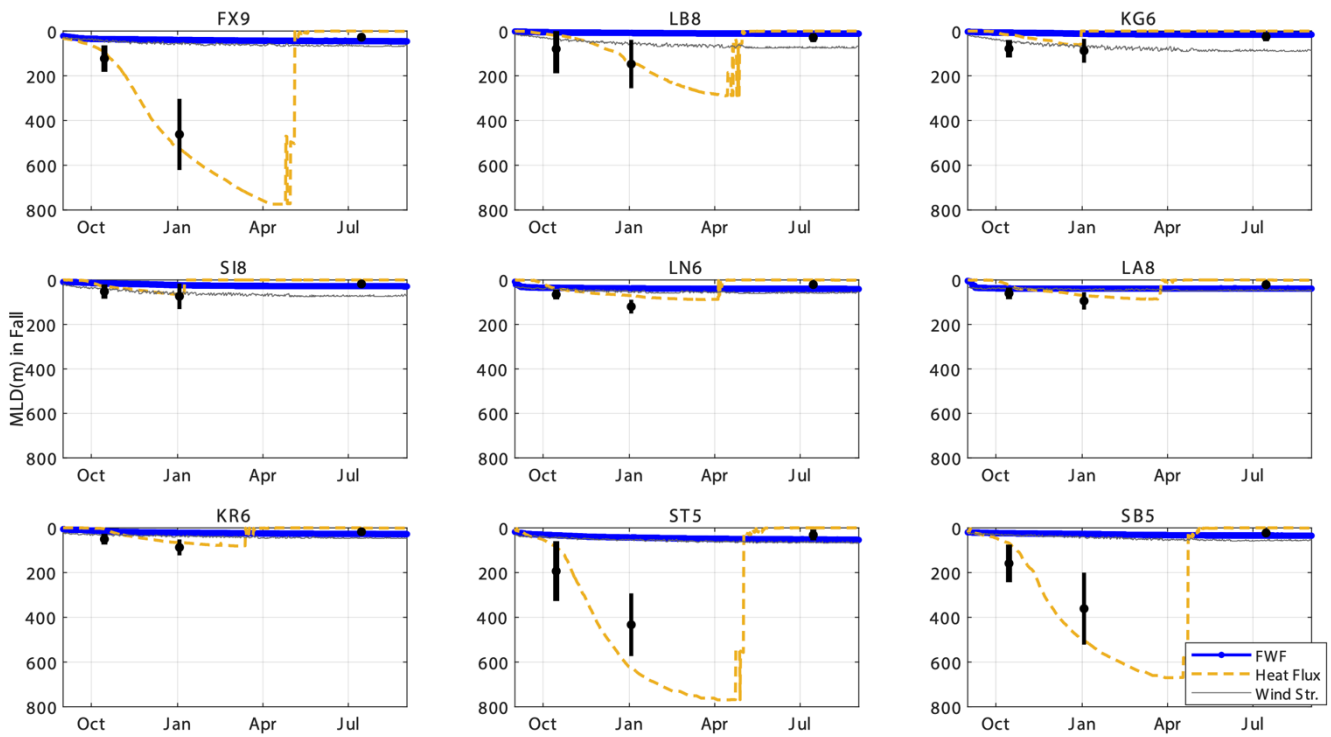 FX9
LB8
KG6
0
200
400
600
800
Oct Jan Apr Jul
0
200
400
600
800
Oct Jan Apr Jul
0
200
400
600
800
Oct Jan Apr Jul
SI8
LN6
LA8
MLD(m) in Fall
0
200
400
600
800
Oct Jan Apr Jul
0
200
400
600
800
Oct Jan Apr Jul
0
200
400
600
800
Oct Jan Apr Jul
KR6
ST5
SB5
0
200
400
600
800
Oct Jan Apr Jul
0
200
400
600
800
Oct Jan Apr Jul
0
200
400
600
800
Oct Jan Apr Jul
FWF
Heat Flux
Wind Str.